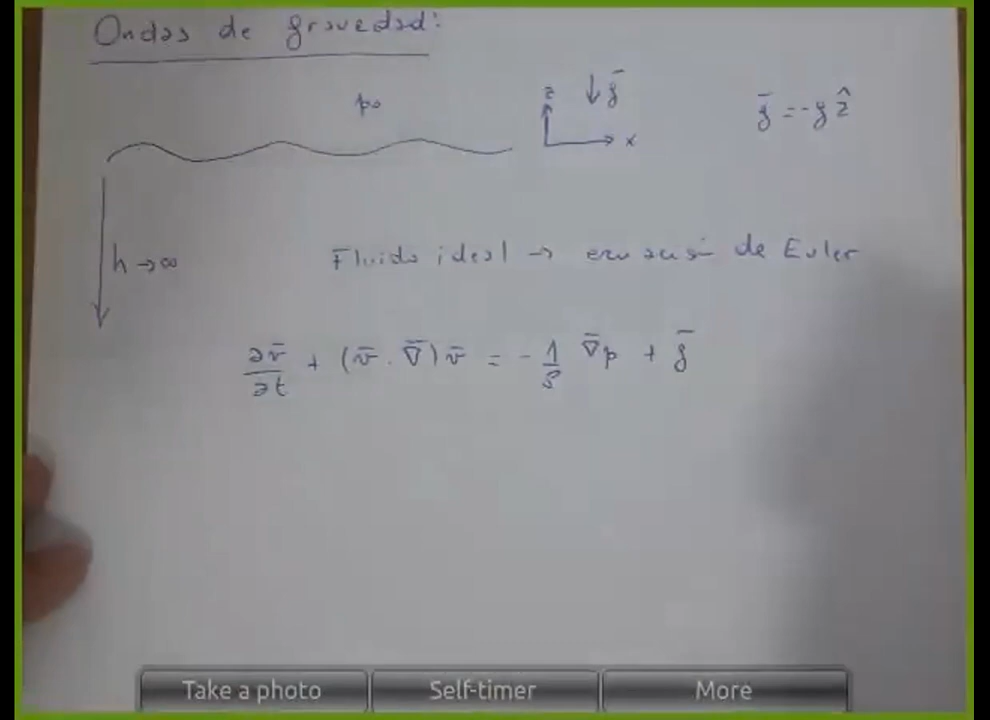 Ondas de gravedad:
p₀
z ↓ḡ
x
ḡ = -g ẑ
h → ∞
Fluido ideal → ecuación de Euler
∂v̄/∂t + (v̄ · ∇̄) v̄ = - 1/ρ ∇̄p + ḡ
Take a photo Self-timer More